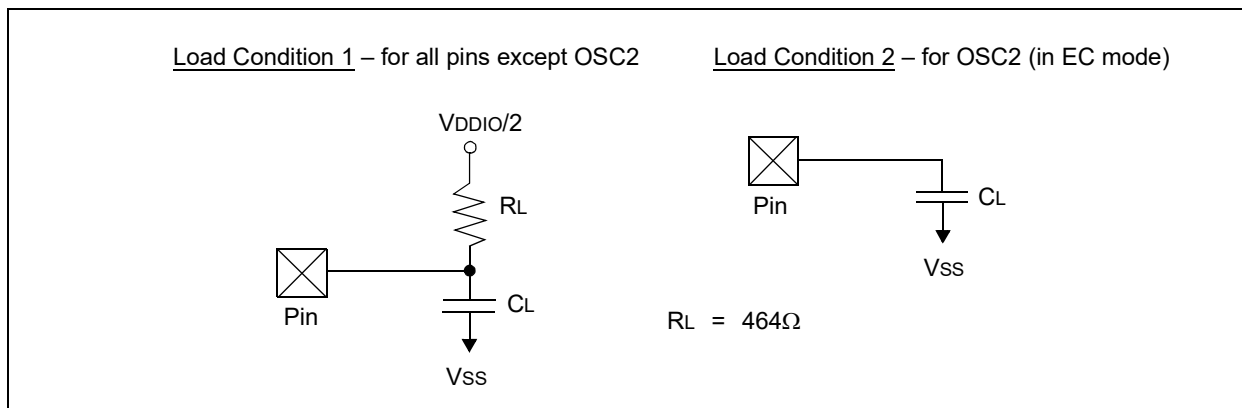 Load Condition 1 – for all pins except OSC2
Load Condition 2 – for OSC2 (in EC mode)
VDDIO/2
RL
Pin
CL
VSS
Pin
CL
VSS
RL = 464Ω